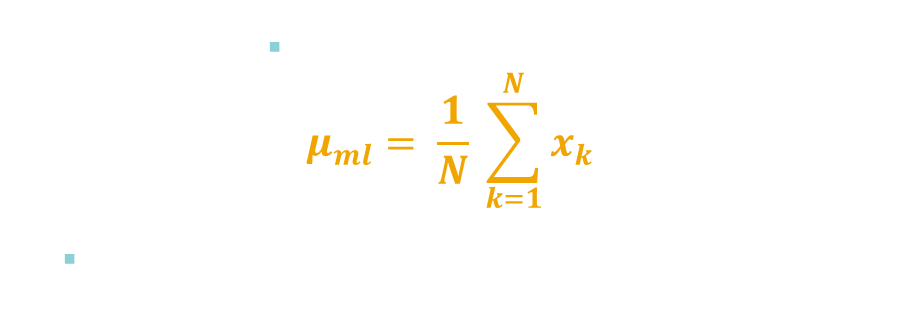 μ_ml = 1/N ∑_{k=1}^{N} x_k